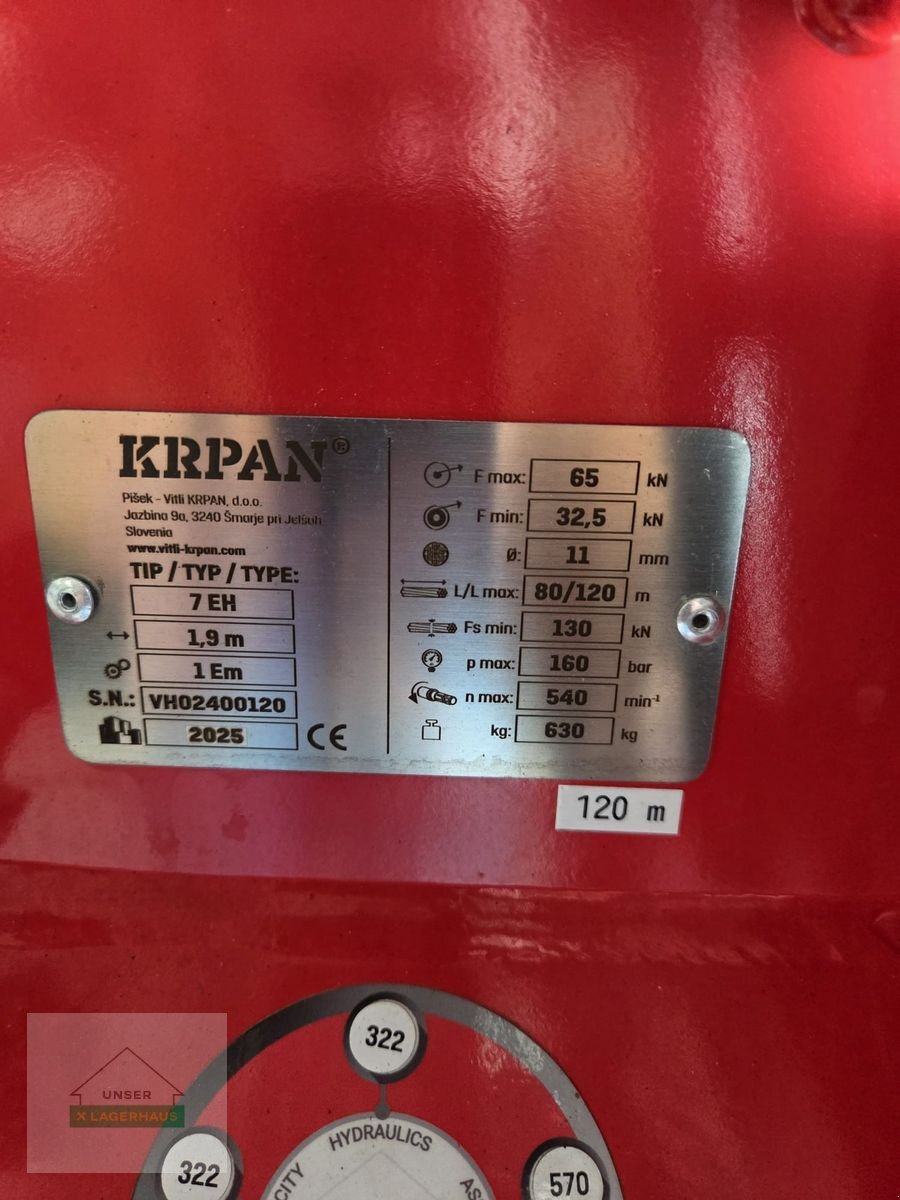 KRPAN®
Pišek - Vitli KRPAN, d.o.o.
Jazbina 9a, 3240 Šmarje pri Jelšah
Slovenia
www.vitli-krpan.com
TIP / TYP / TYPE:
7 EH
1,9 m
1 Em
S.N.: VH02400120
2025 CE
F max: 65 kN
F min: 32,5 kN
Ø: 11 mm
L/L max: 80/120 m
Fs min: 130 kN
p max: 160 bar
n max: 540 min⁻¹
kg: 630 kg
120 m
322
HYDRAULICS
322
570
UNSER
X LAGERHAUS